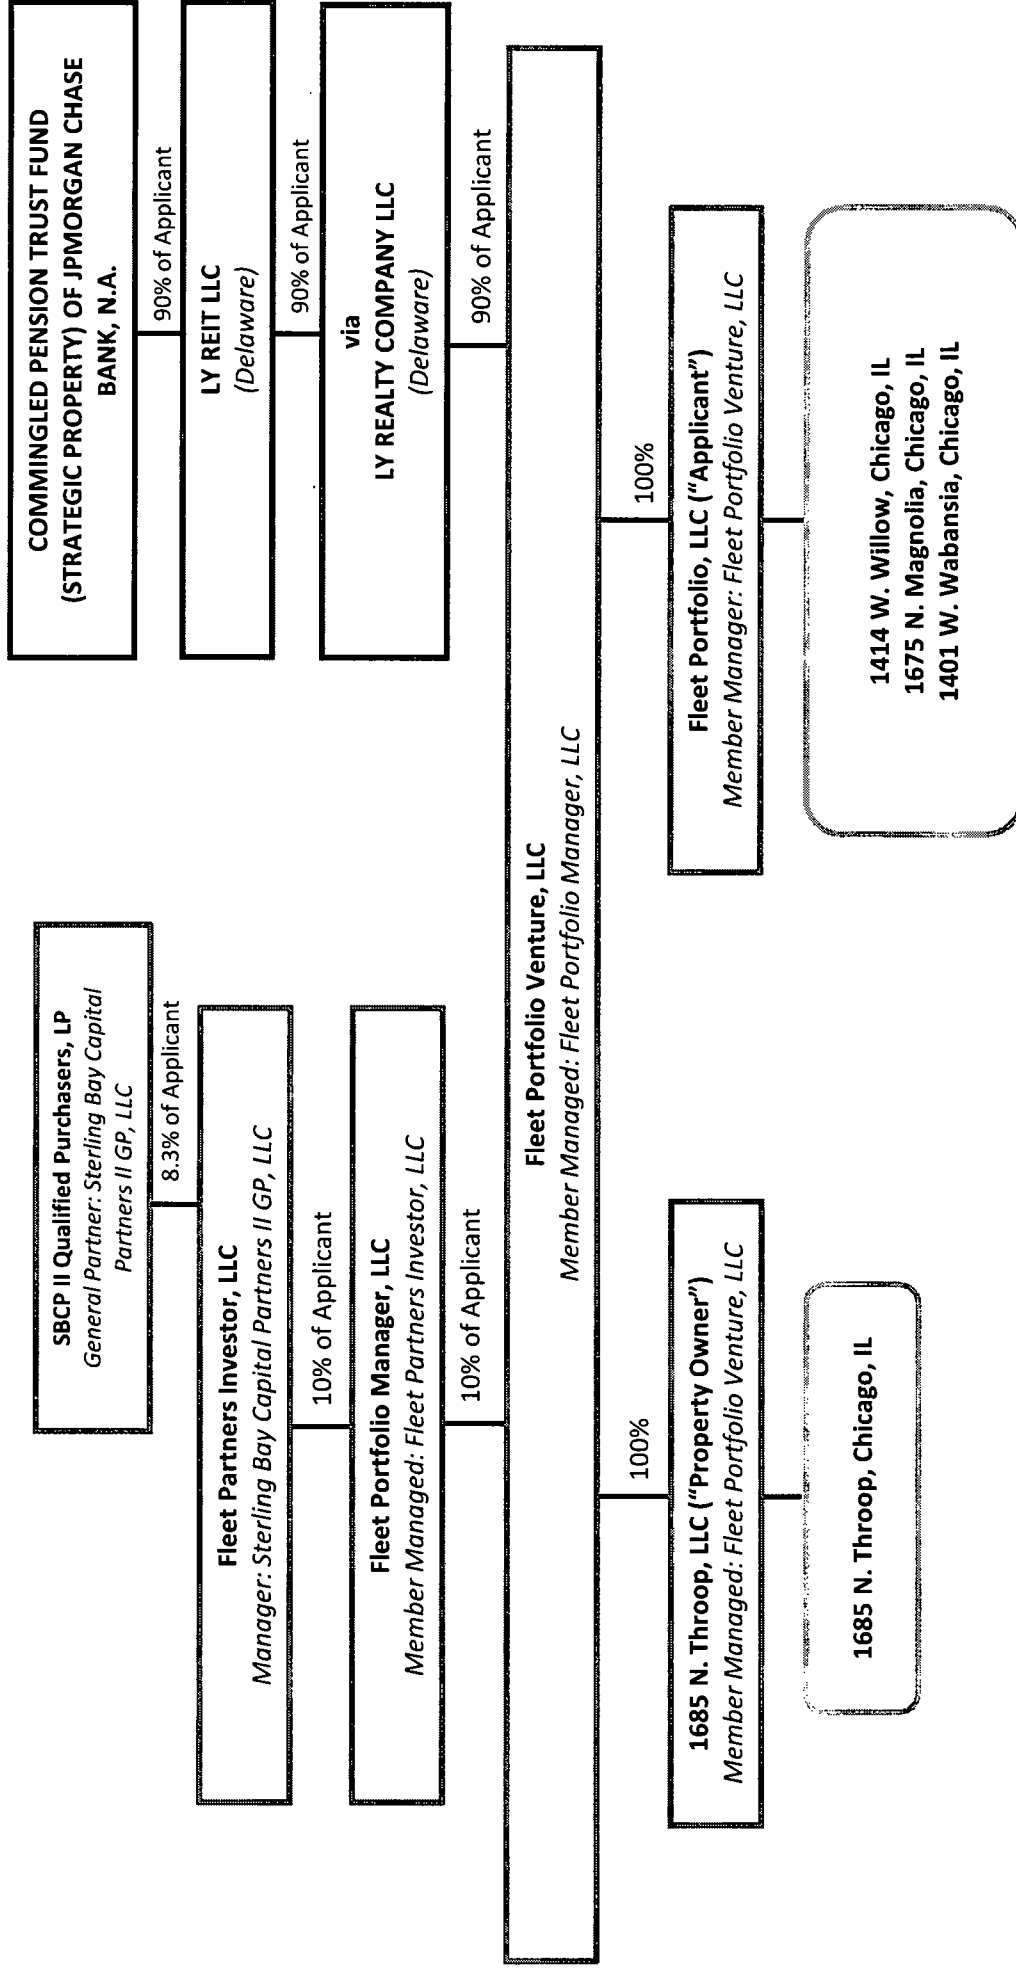 SBCP II Qualified Purchasers, LP
General Partner: Sterling Bay Capital
Partners II GP, LLC
8.3% of Applicant
Fleet Partners Investor, LLC
Manager: Sterling Bay Capital Partners II GP, LLC
10% of Applicant
Fleet Portfolio Manager, LLC
Member Managed: Fleet Partners Investor, LLC
10% of Applicant
COMMINGLED PENSION TRUST FUND
(STRATEGIC PROPERTY) OF JPMORGAN CHASE
BANK, N.A.
90% of Applicant
LY REIT LLC
(Delaware)
90% of Applicant
via
LY REALTY COMPANY LLC
(Delaware)
90% of Applicant
Fleet Portfolio Venture, LLC
Member Managed: Fleet Portfolio Manager, LLC
100%
1685 N. Throop, LLC (“Property Owner”)
Member Managed: Fleet Portfolio Venture, LLC
1685 N. Throop, Chicago, IL
100%
Fleet Portfolio, LLC (“Applicant”)
Member Manager: Fleet Portfolio Venture, LLC
1414 W. Willow, Chicago, IL
1675 N. Magnolia, Chicago, IL
1401 W. Wabansia, Chicago, IL